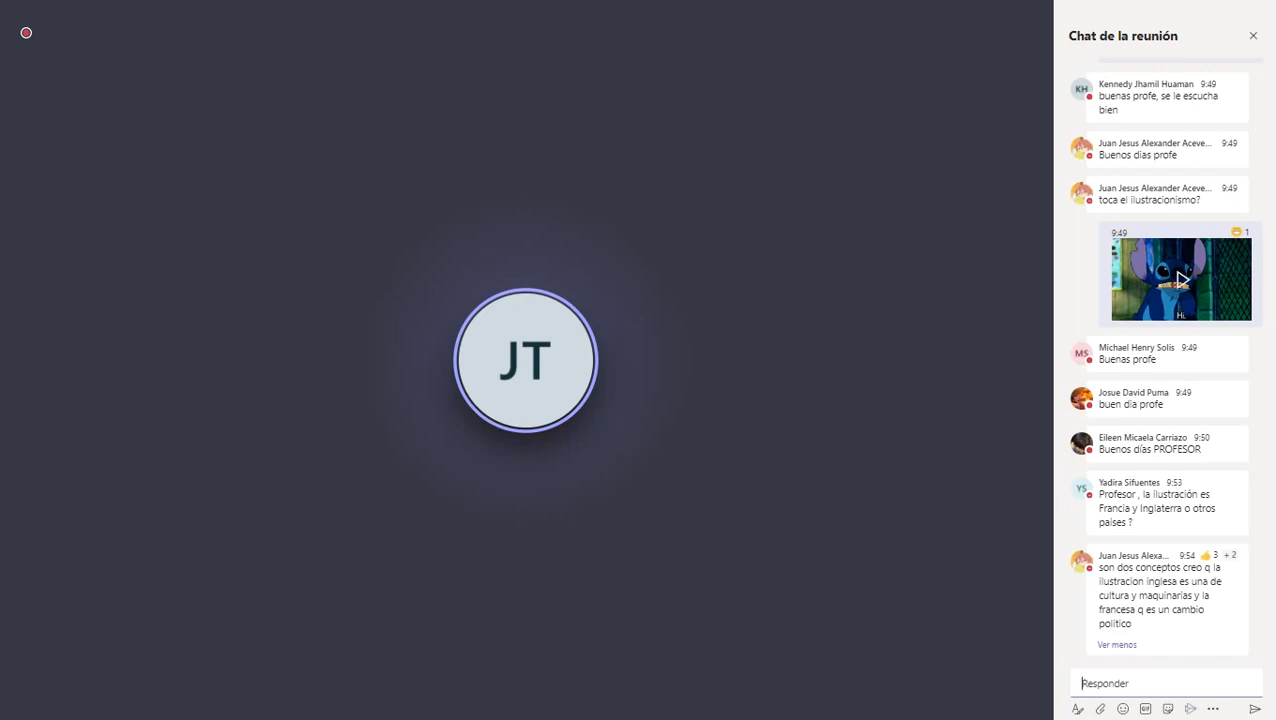 Chat de la reunión
KH
Kennedy Jhamil Huaman 9:49
buenas profe, se le escucha
bien
Juan Jesus Alexander Aceve... 9:49
Buenos dias profe
Juan Jesus Alexander Aceve... 9:49
toca el ilustracionismo?
9:49
1
Hi.
MS
Michael Henry Solis 9:49
Buenas profe
Josue David Puma 9:49
buen dia profe
Eileen Micaela Carriazo 9:50
Buenos días PROFESOR
YS
Yadira Sifuentes 9:53
Profesor , la ilustración es
Francia y Inglaterra o otros
paises ?
Juan Jesus Alexa... 9:54 3 + 2
son dos conceptos creo q la
ilustracion inglesa es una de
cultura y maquinarias y la
francesa q es un cambio
politico
Ver menos
Responder
GIF
JT